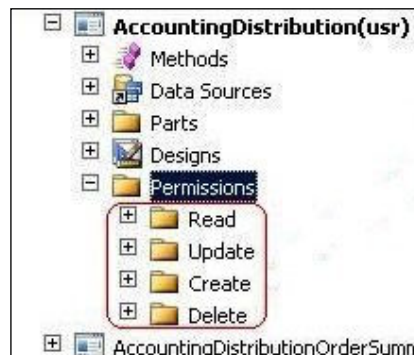 AccountingDistribution(usr)
Methods
Data Sources
Parts
Designs
Permissions
Read
Update
Create
Delete